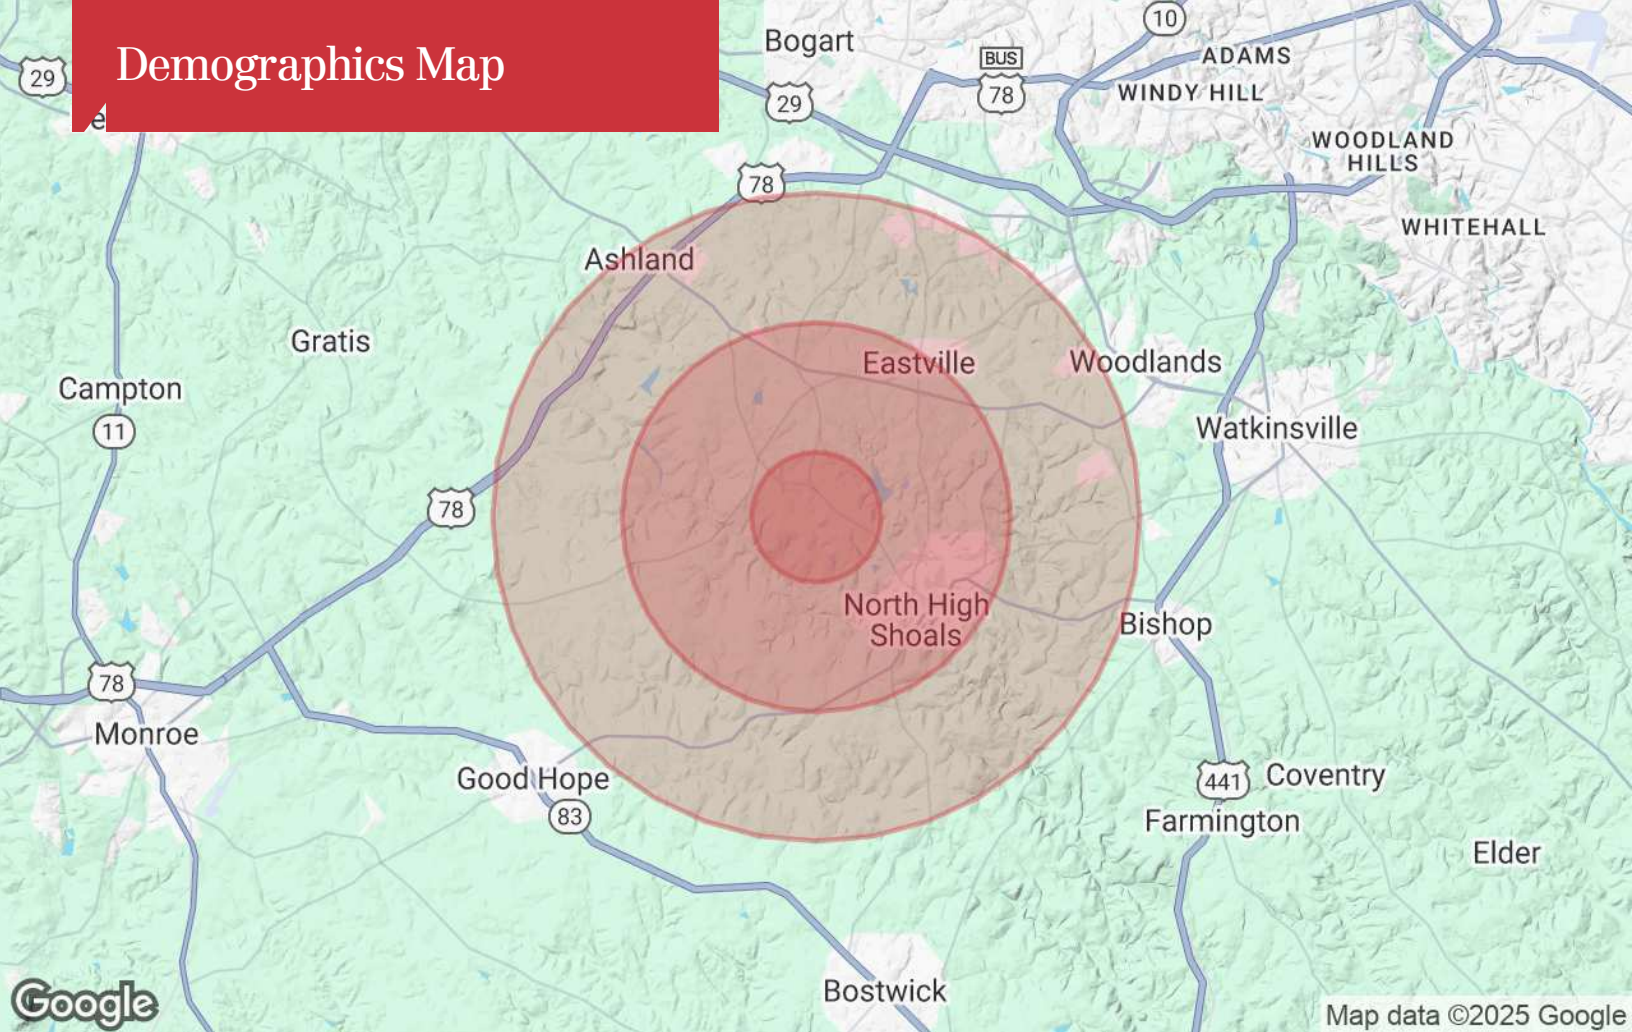 Demographics Map
10
Bogart
BUS
78
ADAMS
29
29
WINDY HILL
WOODLAND
HILLS
78
WHITEHALL
Ashland
Gratis
Eastville
Woodlands
Campton
11
Watkinsville
78
North High
Shoals
Bishop
78
Monroe
Good Hope
83
441
Coventry
Farmington
Elder
Bostwick
Google
Map data ©2025 Google